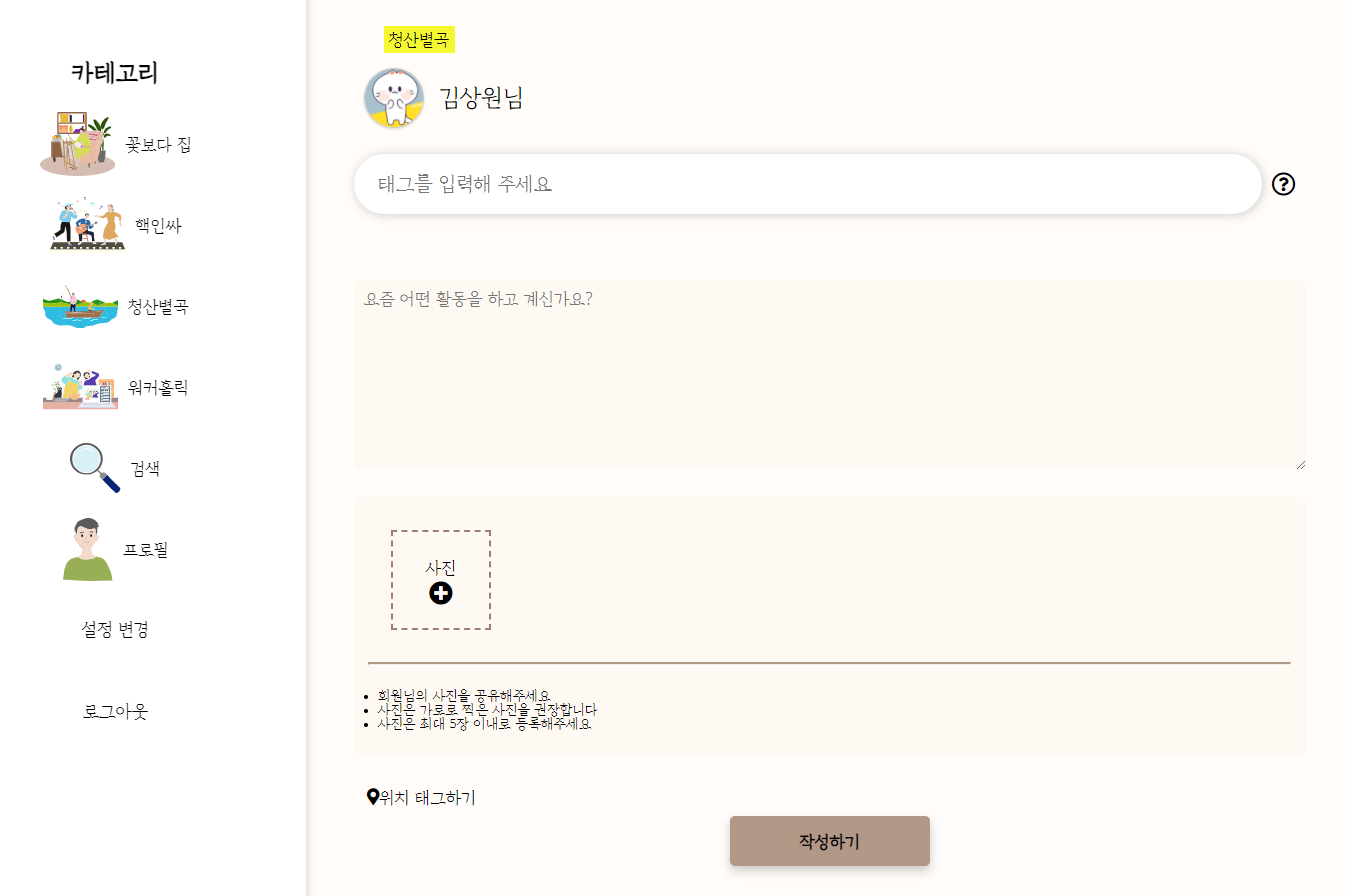 카테고리
꽃보다 집
핵인싸
청산별곡
워커홀릭
검색
프로필
설정 변경
로그아웃
청산별곡
김상원님
태그를 입력해 주세요
요즘 어떤 활동을 하고 계신가요?
사진
회원님의 사진을 공유해주세요
사진은 가로로 찍은 사진을 권장합니다
사진은 최대 5장 이내로 등록해주세요
위치 태그하기
작성하기